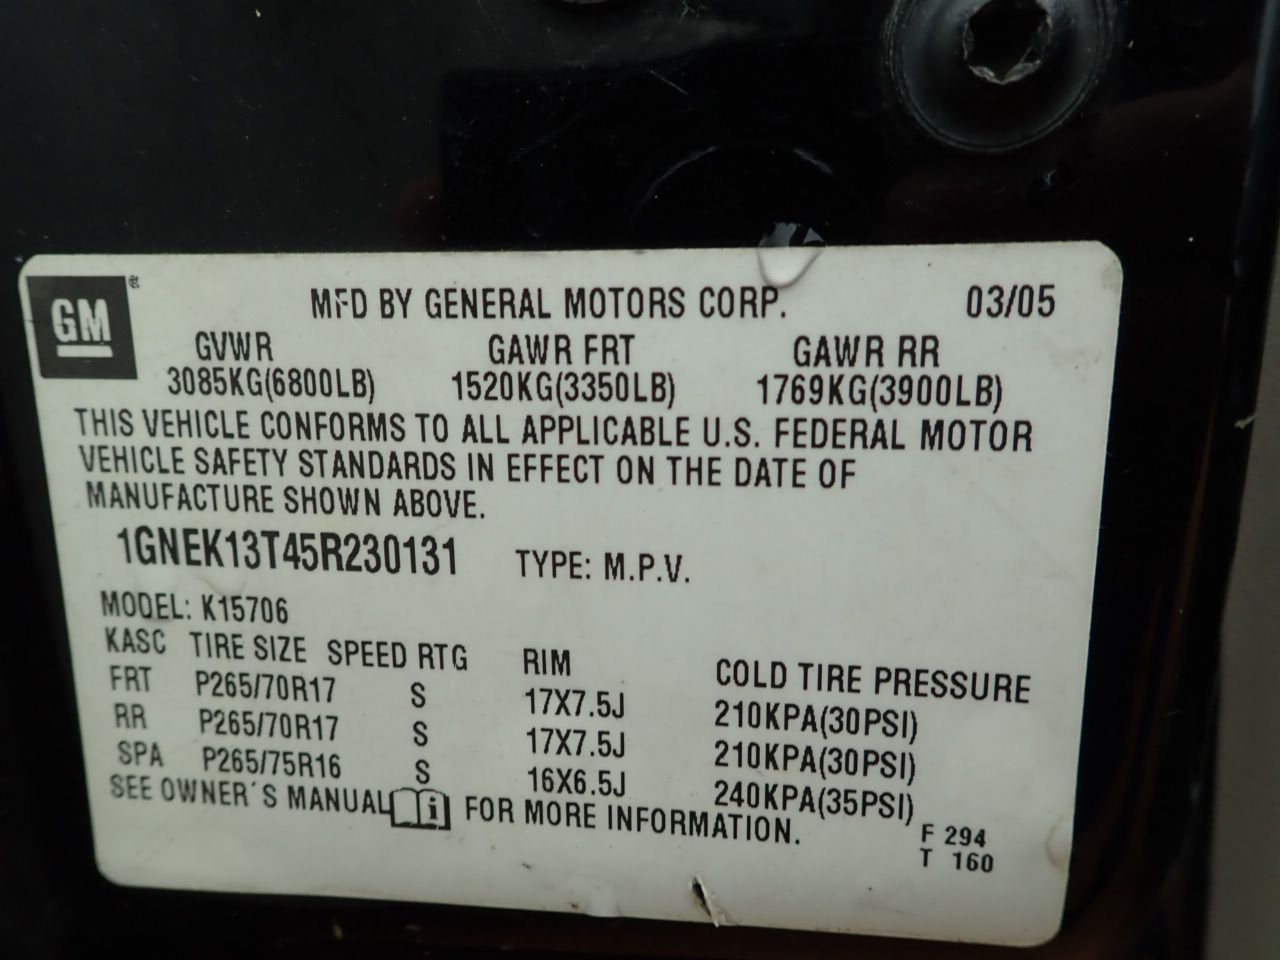 GM®
MFD BY GENERAL MOTORS CORP. 03/05
GVWR GAWR FRT GAWR RR
3085KG(6800LB) 1520KG(3350LB) 1769KG(3900LB)
THIS VEHICLE CONFORMS TO ALL APPLICABLE U.S. FEDERAL MOTOR
VEHICLE SAFETY STANDARDS IN EFFECT ON THE DATE OF
MANUFACTURE SHOWN ABOVE.
1GNEK13T45R230131 TYPE: M.P.V.
MODEL: K15706
KASC TIRE SIZE SPEED RTG RIM COLD TIRE PRESSURE
FRT P265/70R17 S 17X7.5J 210KPA(30PSI)
RR P265/70R17 S 17X7.5J 210KPA(30PSI)
SPA P265/75R16 S 16X6.5J 240KPA(35PSI)
SEE OWNER'S MANUAL i FOR MORE INFORMATION.
F 294
T 160